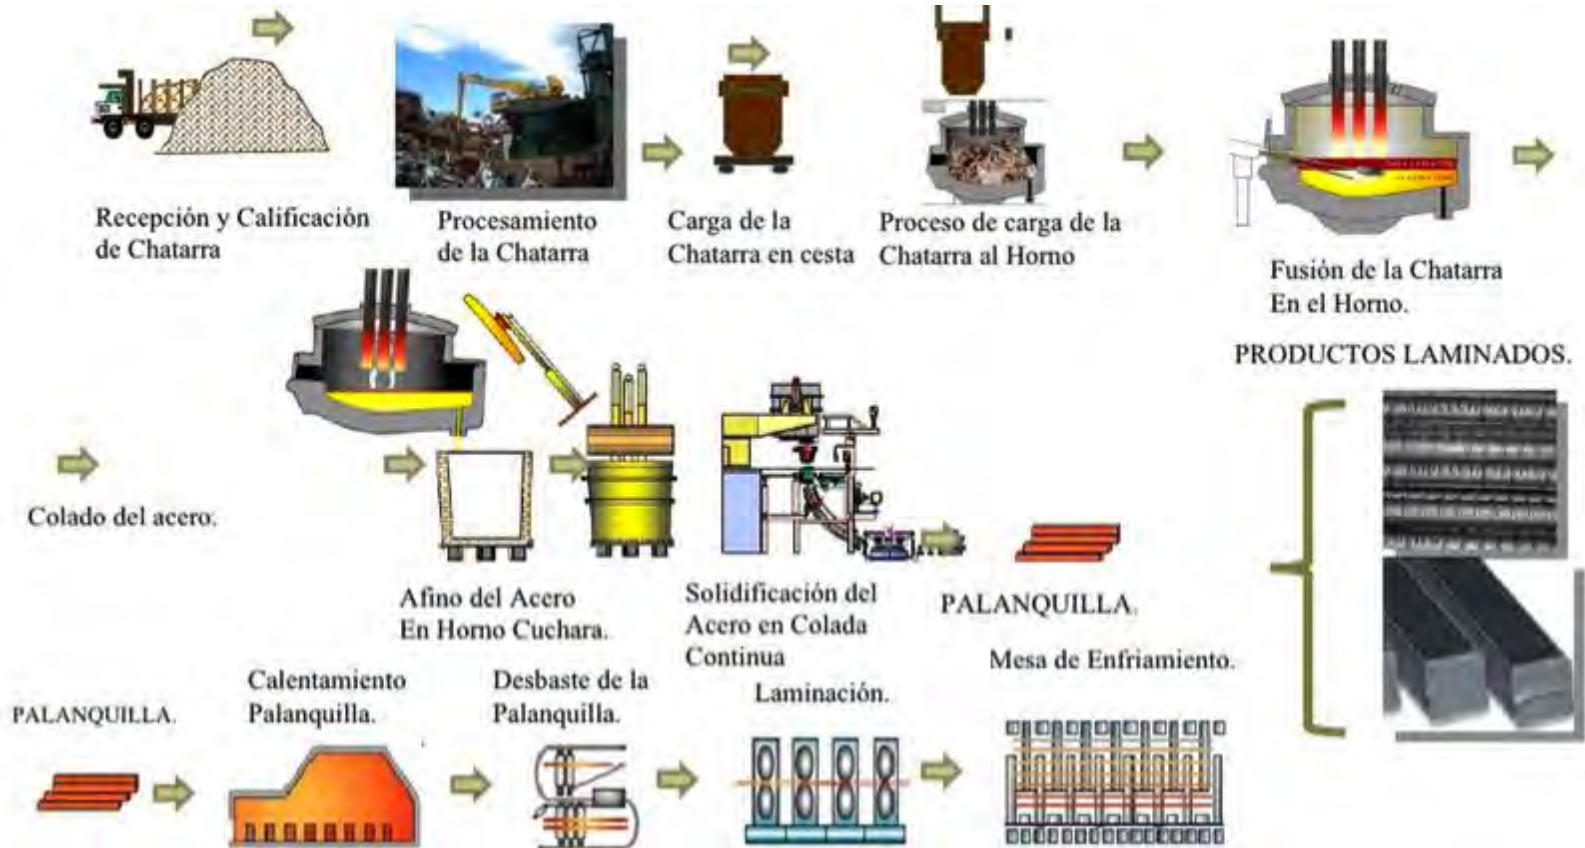 Recepción y Calificación
de Chatarra
Procesamiento
de la Chatarra
Carga de la
Chatarra en cesta
Proceso de carga de la
Chatarra al Horno
Fusión de la Chatarra
En el Horno.
Colado del acero.
Afino del Acero
En Horno Cuchara.
Solidificación del
Acero en Colada
Continua
PALANQUILLA.
PRODUCTOS LAMINADOS.
PALANQUILLA.
Calentamiento
Palanquilla.
Desbaste de la
Palanquilla.
Laminación.
Mesa de Enfriamiento.